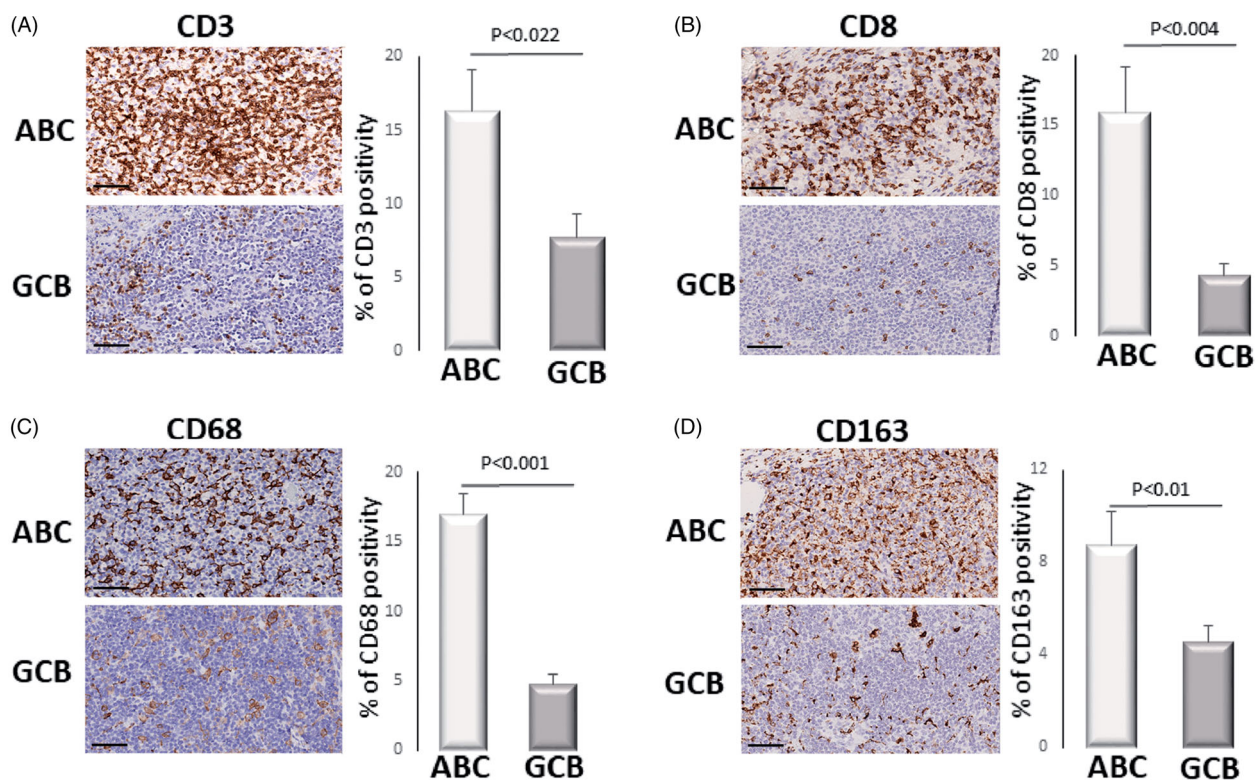 (A)
CD3
ABC
GCB
% of CD3 positivity
20
15
10
5
0
P<0.022
ABC
GCB
(B)
CD8
ABC
GCB
% of CD8 positivity
20
15
10
5
0
P<0.004
ABC
GCB
(C)
CD68
ABC
GCB
% of CD68 positivity
20
15
10
5
0
P<0.001
ABC
GCB
(D)
CD163
ABC
GCB
% of CD163 positivity
12
8
4
0
P<0.01
ABC
GCB